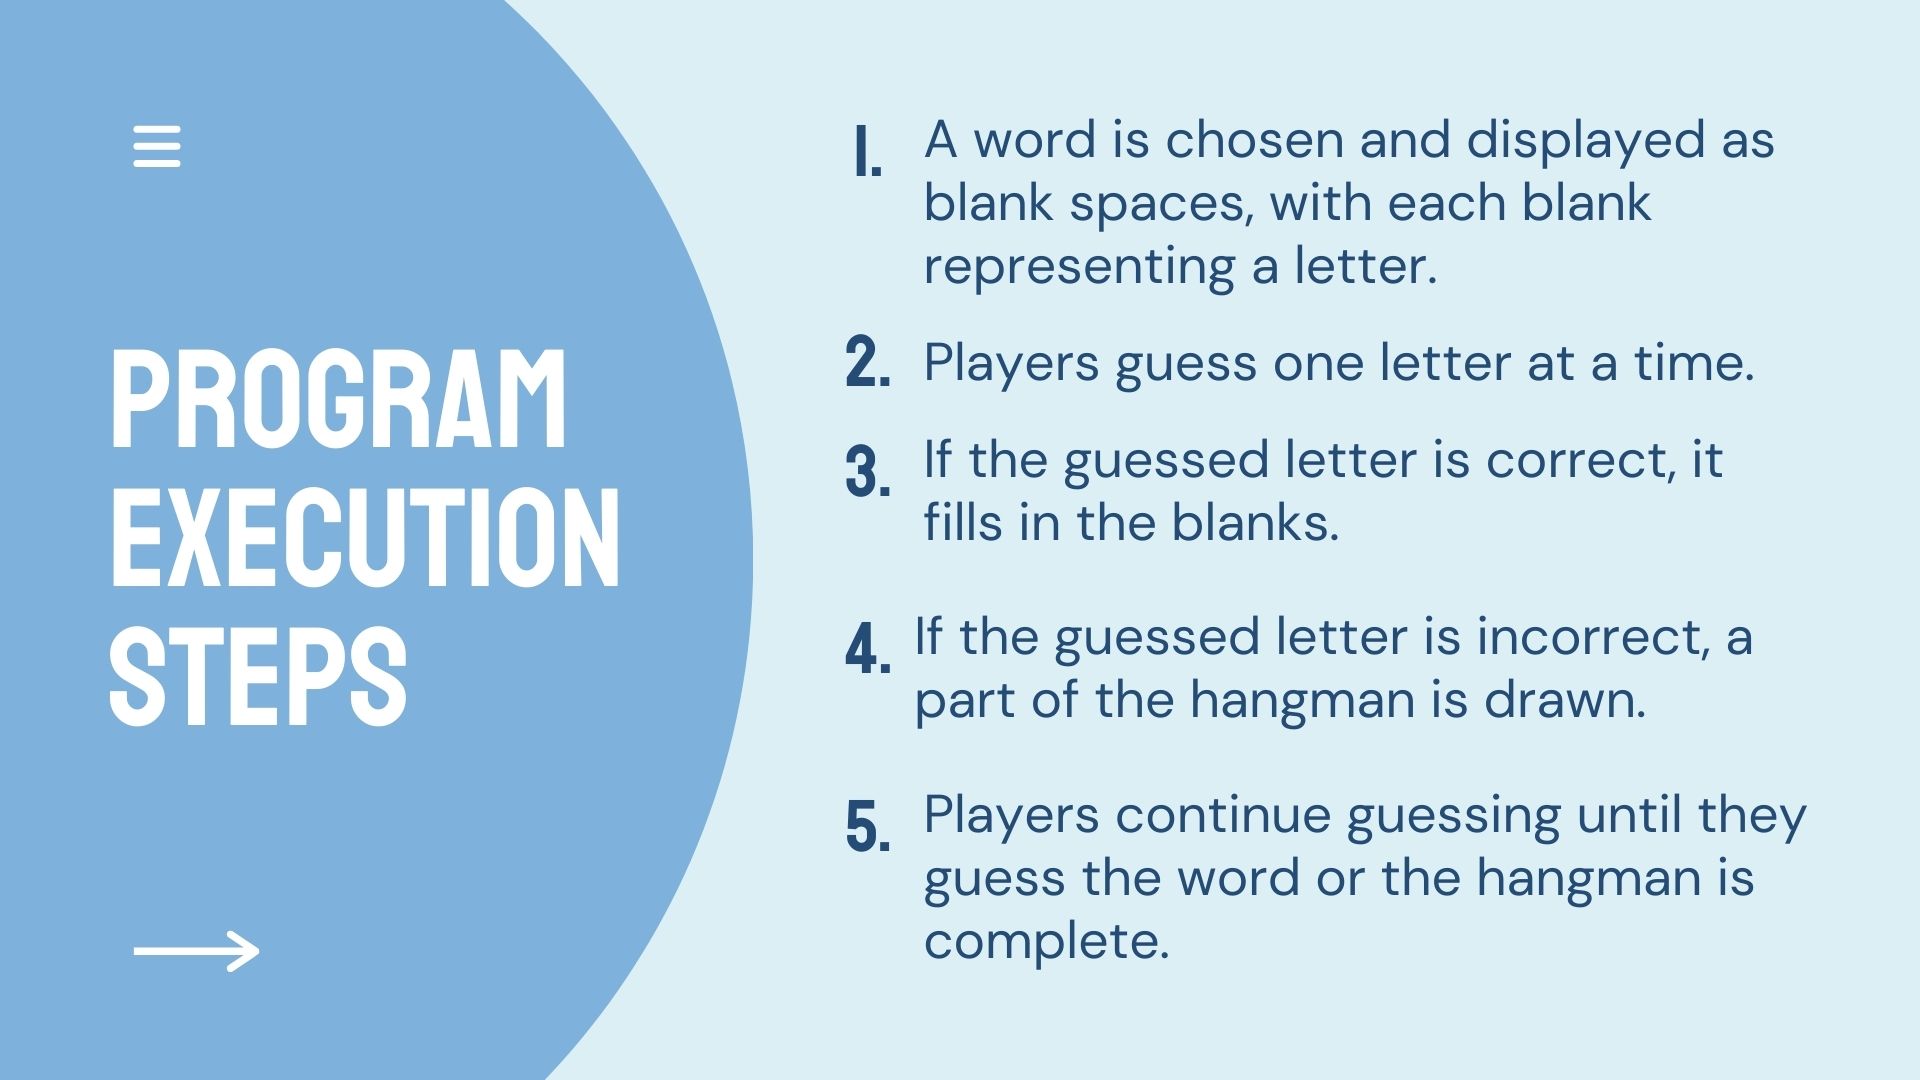 PROGRAM
EXECUTION
STEPS
1. A word is chosen and displayed as
blank spaces, with each blank
representing a letter.
2. Players guess one letter at a time.
3. If the guessed letter is correct, it
fills in the blanks.
4. If the guessed letter is incorrect, a
part of the hangman is drawn.
5. Players continue guessing until they
guess the word or the hangman is
complete.